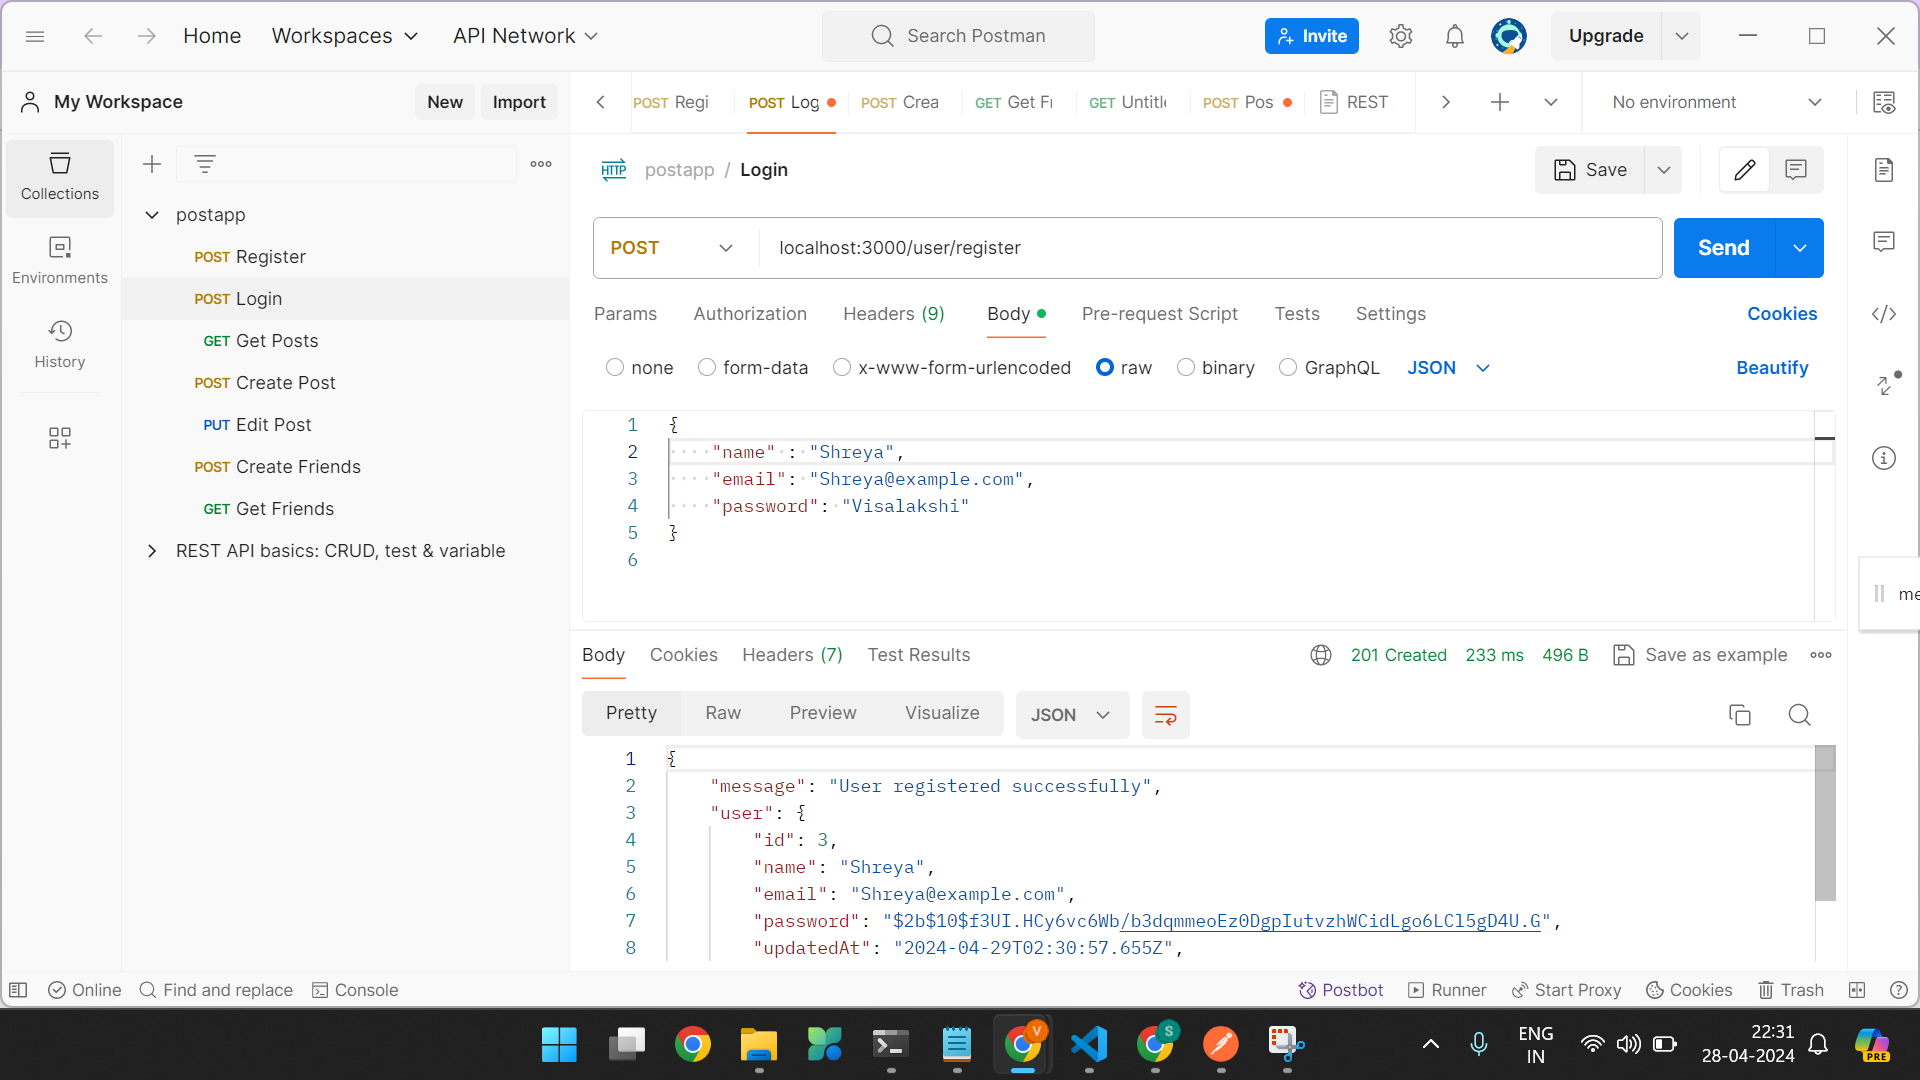 Home
Workspaces
API Network
Search Postman
Invite
Upgrade
My Workspace
New
Import
POST Regi
POST Log
POST Crea
GET Get Fr
GET Untitle
POST Pos
REST
No environment
Collections
Environments
History
postapp
POST Register
POST Login
GET Get Posts
POST Create Post
PUT Edit Post
POST Create Friends
GET Get Friends
REST API basics: CRUD, test & variable
HTTP postapp / Login
Save
POST
localhost:3000/user/register
Send
Params
Authorization
Headers (9)
Body
Pre-request Script
Tests
Settings
Cookies
none
form-data
x-www-form-urlencoded
raw
binary
GraphQL
JSON
Beautify
1 {
2 "name" : "Shreya",
3 "email": "Shreya@example.com",
4 "password": "Visalakshi"
5 }
6
me
Body
Cookies
Headers (7)
Test Results
201 Created
233 ms
496 B
Save as example
Pretty
Raw
Preview
Visualize
JSON
1 {
2 "message": "User registered successfully",
3 "user": {
4 "id": 3,
5 "name": "Shreya",
6 "email": "Shreya@example.com",
7 "password": "$2b$10$f3UI.HCy6vc6Wb/b3dqmmeoEz0DgpIutvzhWCidLgo6LCl5gD4U.G",
8 "updatedAt": "2024-04-29T02:30:57.655Z",
Online
Find and replace
Console
Postbot
Runner
Start Proxy
Cookies
Trash
V
S
ENG
IN
22:31
28-04-2024
PRE